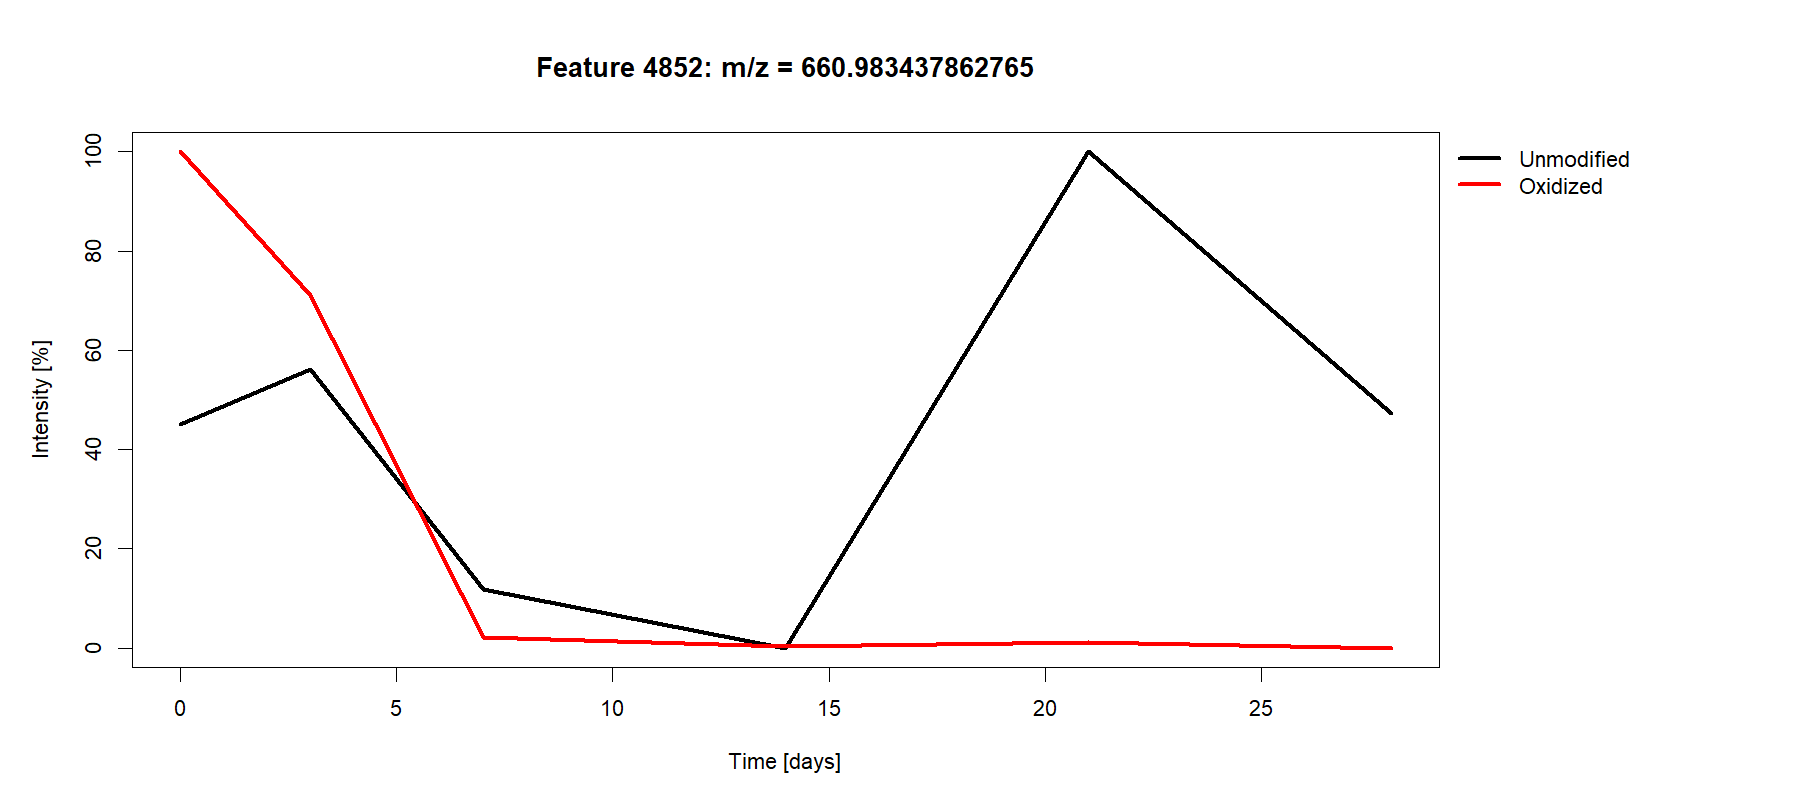 Feature 4852: m/z = 660.983437862765
Unmodified
Oxidized
Intensity [%]
100
80
60
40
20
0
0 5 10 15 20 25
Time [days]